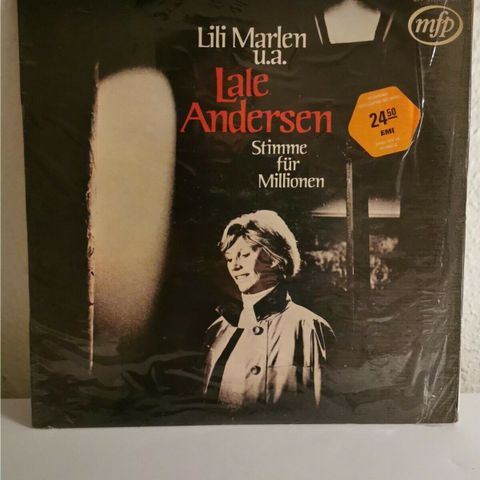 mfp
Lili Marlen
u.a.
Lale
Andersen
Stimme
für
Millionen
24 50
EMI